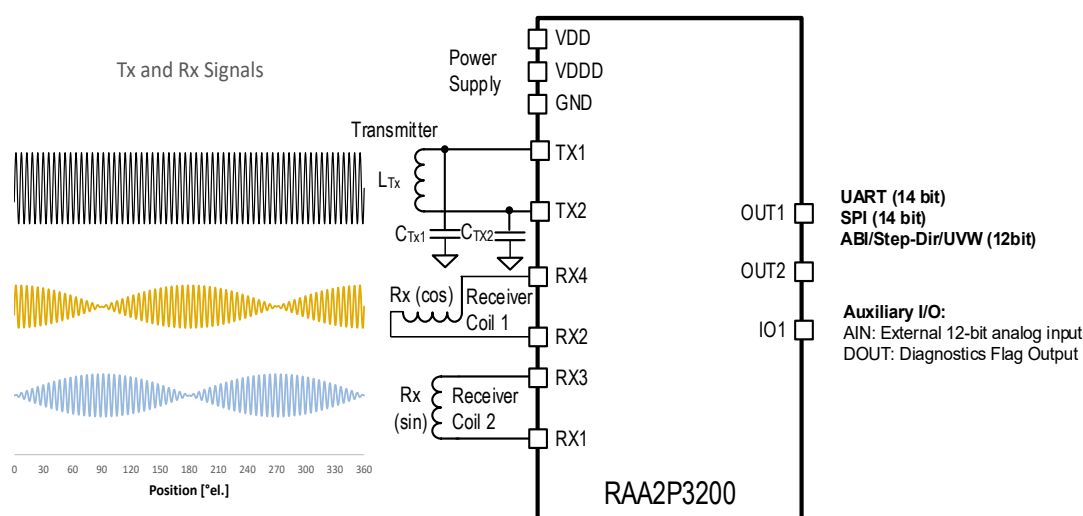 Tx and Rx Signals
0 30 60 90 120 150 180 210 240 270 300 330 360
Position [°el.]
Power
Supply
VDD
VDDD
GND
Transmitter
LTx
CTx1
CTX2
TX1
TX2
RX4
Rx (cos)
Receiver
Coil 1
RX2
RX3
Rx
(sin)
Receiver
Coil 2
RX1
RAA2P3200
OUT1
OUT2
IO1
UART (14 bit)
SPI (14 bit)
ABI/Step-Dir/UVW (12bit)
Auxiliary I/O:
AIN: External 12-bit analog input
DOUT: Diagnostics Flag Output